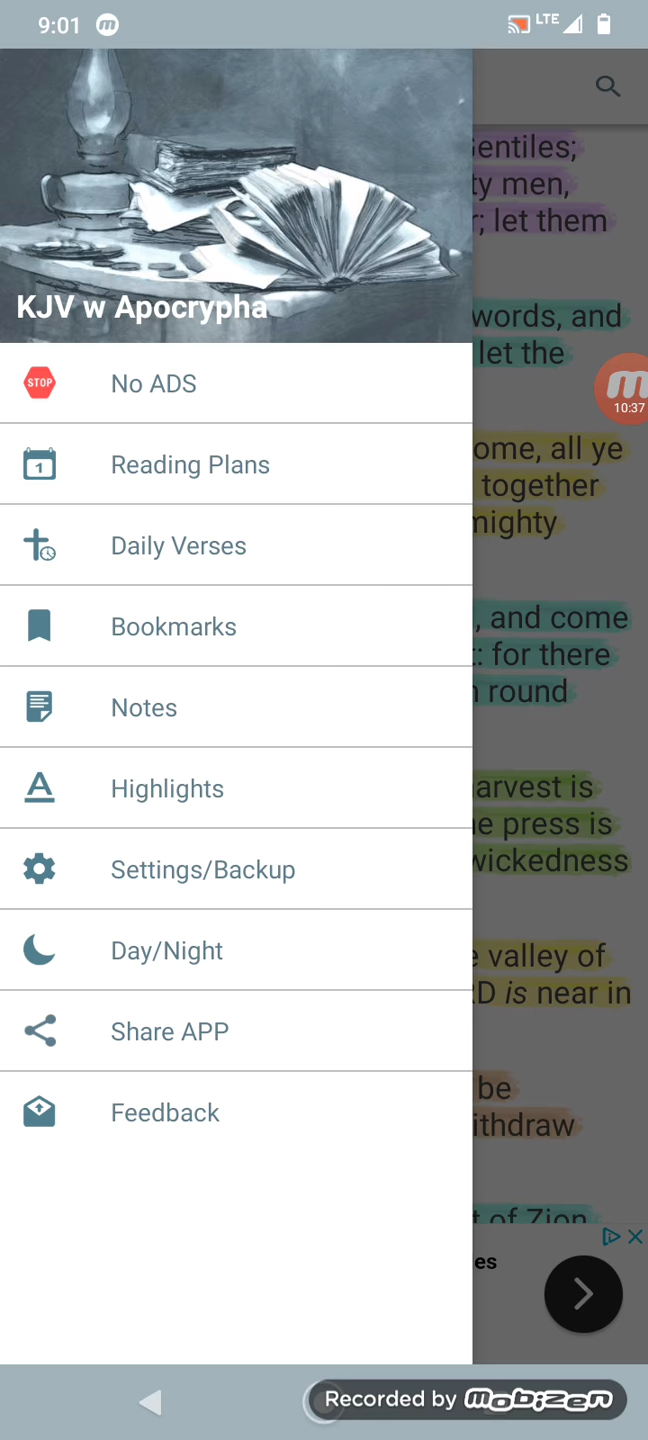 9:01
LTE
entiles;
ty men,
; let them
KJV w Apocrypha
words, and
let the
STOP No ADS
10:37
1 Reading Plans
ome, all ye
together
mighty
Daily Verses
Bookmarks
, and come
: for there
round
Notes
Highlights
arvest is
e press is
wickedness
Settings/Backup
Day/Night
valley of
D is near in
Share APP
be
ithdraw
Feedback
t of Zion
es
Recorded by mobizen